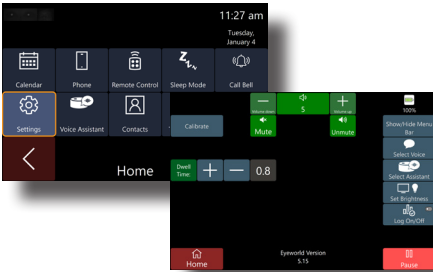 11:27 am
Tuesday,
January 4
Calendar
Phone
Remote Control
Sleep Mode
Call Bell
Settings
Voice Assistant
Contacts
Home
Volume down
5
Volume up
100%
Calibrate
Mute
Unmute
Show/Hide Menu
Bar
Select Voice
Dwell
Time:
0.8
Select Assistant
Set Brightness
Log On/Off
Home
Eyeworld Version
5.15
Pause